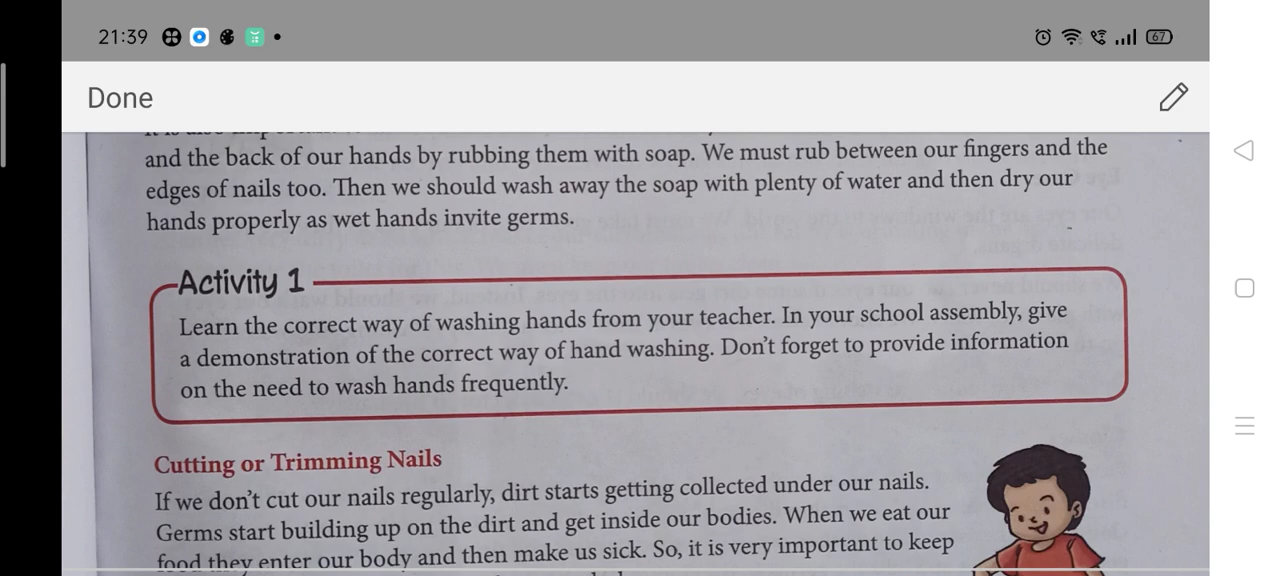 21:39
67
Done
and the back of our hands by rubbing them with soap. We must rub between our fingers and the
edges of nails too. Then we should wash away the soap with plenty of water and then dry our
hands properly as wet hands invite germs.
Activity 1
Learn the correct way of washing hands from your teacher. In your school assembly, give
a demonstration of the correct way of hand washing. Don't forget to provide information
on the need to wash hands frequently.
Cutting or Trimming Nails
If we don't cut our nails regularly, dirt starts getting collected under our nails.
Germs start building up on the dirt and get inside our bodies. When we eat our
food they enter our body and then make us sick. So, it is very important to keep